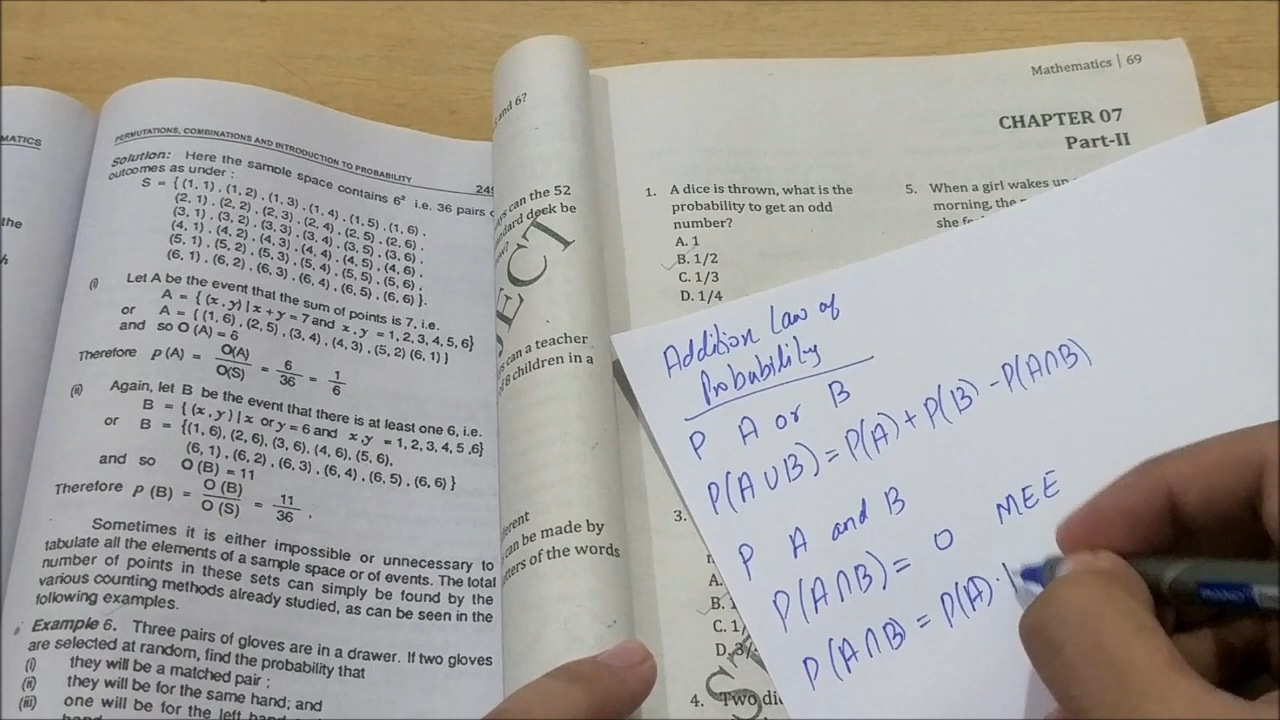 MATICS
the
PERMUTATIONS, COMBINATIONS AND INTRODUCTION TO PROBABILITY
Solution: Here the sample space contains 6² i.e. 36 pairs
outcomes as under :
S = { (1, 1) , (1, 2) , (1, 3) , (1, 4) , (1, 5) , (1, 6) ,
(2, 1) , (2, 2) , (2, 3) , (2, 4) , (2, 5) , (2, 6) ,
(3, 1) , (3, 2) , (3, 3) , (3, 4) , (3, 5) , (3, 6) ,
(4, 1) , (4, 2) , (4, 3) , (4, 4) , (4, 5) , (4, 6) ,
(5, 1) , (5, 2) , (5, 3) , (5, 4) , (5, 5) , (5, 6) ,
(6, 1) , (6, 2) , (6, 3) , (6, 4) , (6, 5) , (6, 6) }.
(i) Let A be the event that the sum of points is 7, i.e.
A = { (x , y) | x + y = 7 and x, y = 1, 2, 3, 4, 5, 6}
or A = { (1, 6) , (2, 5) , (3, 4) , (4, 3) , (5, 2) (6, 1) }
and so O (A) = 6
Therefore P (A) = O(A)/O(S) = 6/36 = 1/6
(ii) Again, let B be the event that there is at least one 6, i.e.
B = { (x , y) | x or y = 6 and x, y = 1, 2, 3, 4, 5 ,6}
or B = {(1, 6), (2, 6), (3, 6) , (4, 6) , (5, 6),
(6, 1) , (6, 2) , (6, 3) , (6, 4) , (6, 5) , (6, 6) }
and so O (B) = 11
Therefore P (B) = O (B)/O (S) = 11/36 ,
Sometimes it is either impossible or unnecessary to
tabulate all the elements of a sample space or of events. The total
number of points in these sets can simply be found by the
various counting methods already studied, as can be seen in the
following examples.
Example 6. Three pairs of gloves are in a drawer. If two gloves
are selected at random, find the probability that
(i) they will be a matched pair ;
(ii) they will be for the same hand; and
(iii) one will be for the left hand
and 6?
can the 52
deck be
ECT
can a teacher
of 8 children in a
can be made by
of the words
Mathematics | 69
CHAPTER 07
Part-II
1. A dice is thrown, what is the
probability to get an odd
number?
A. 1
B. 1/2
C. 1/3
D. 1/4
3.
A.
B.
C.
D.
4. Two
5. When a girl wakes
morning, the
she
Addition Law of
Probability
P A or B
P(A∪B) = P(A) + P(B) - P(A∩B)
P A and B
P(A∩B) = 0 MEE
P(A∩B = P(A) .